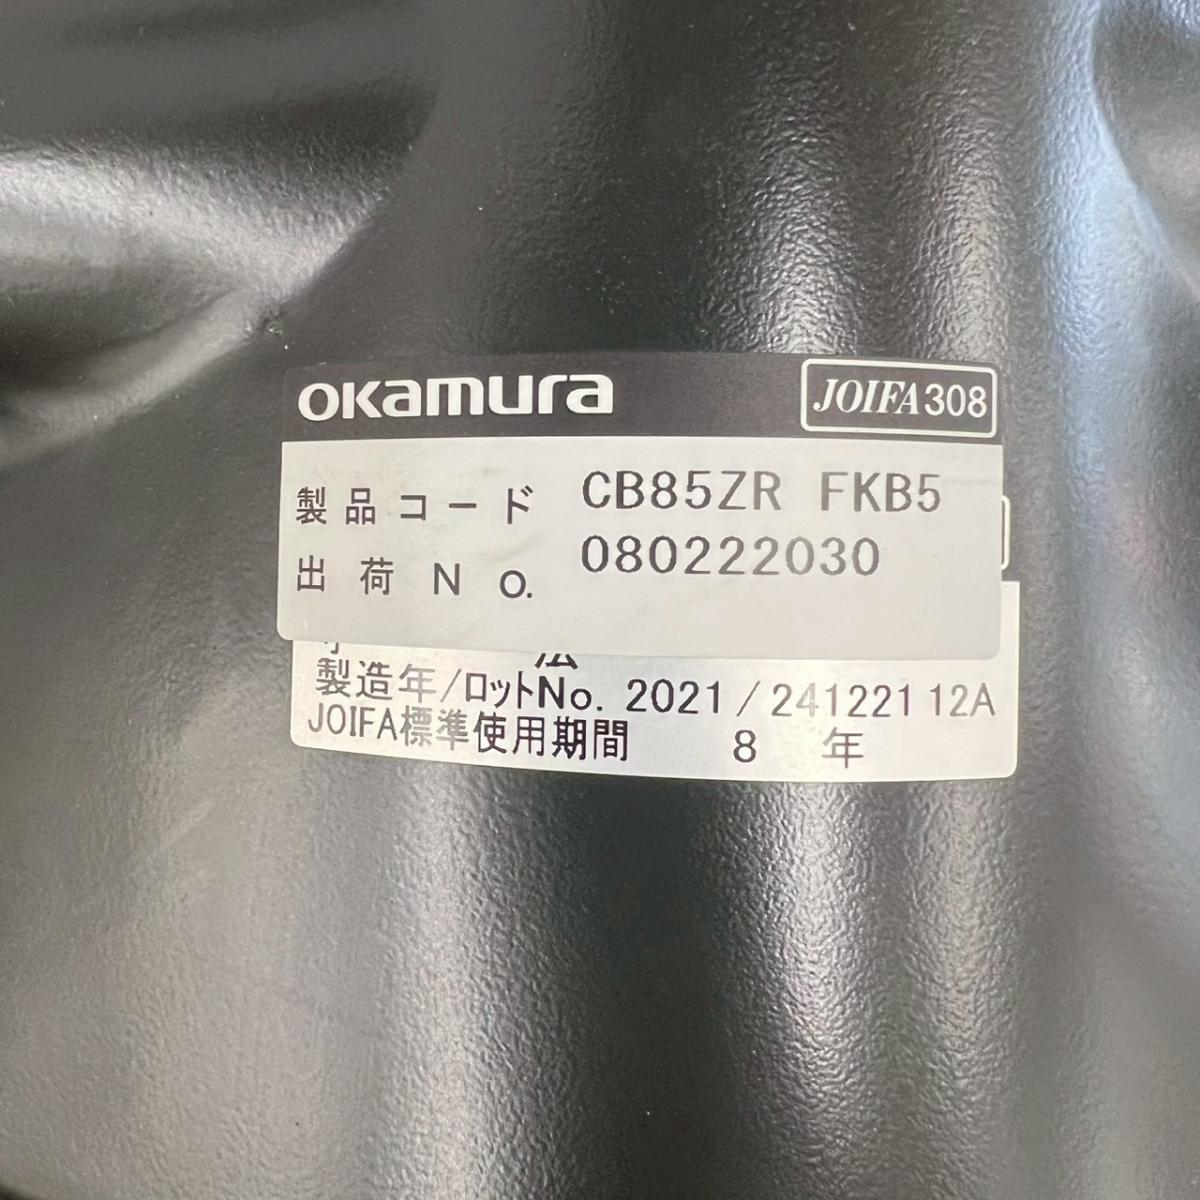 okamura JOIFA308
製品コード CB85ZR FKB5
出荷No. 080222030
法
製造年/ロットNo. 2021/241221 12A
JOIFA標準使用期間 8 年